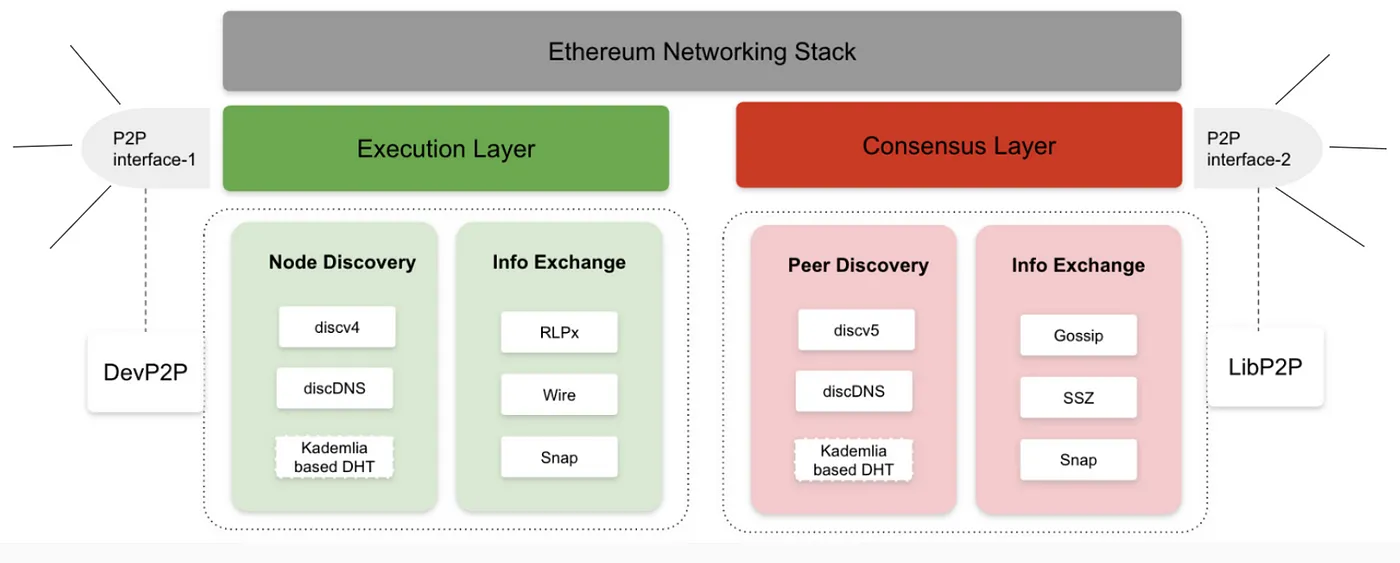 Ethereum Networking Stack
P2P
interface-1
Execution Layer
Consensus Layer
P2P
interface-2
DevP2P
Node Discovery
discv4
discDNS
Kademlia
based DHT
Info Exchange
RLPx
Wire
Snap
Peer Discovery
discv5
discDNS
Kademlia
based DHT
Info Exchange
Gossip
SSZ
Snap
LibP2P